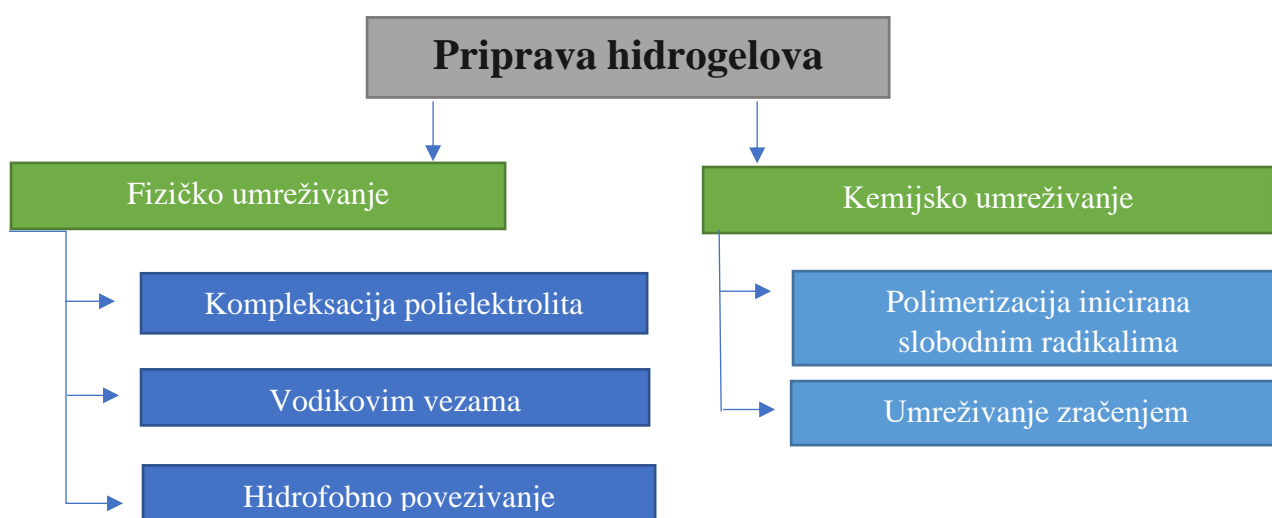 Priprava hidrogelova
Fizičko umreživanje
Kompleksacija polielektrolita
Vodikovim vezama
Hidrofobno povezivanje
Kemijsko umreživanje
Polimerizacija inicirana
slobodnim radikalima
Umreživanje zračenjem